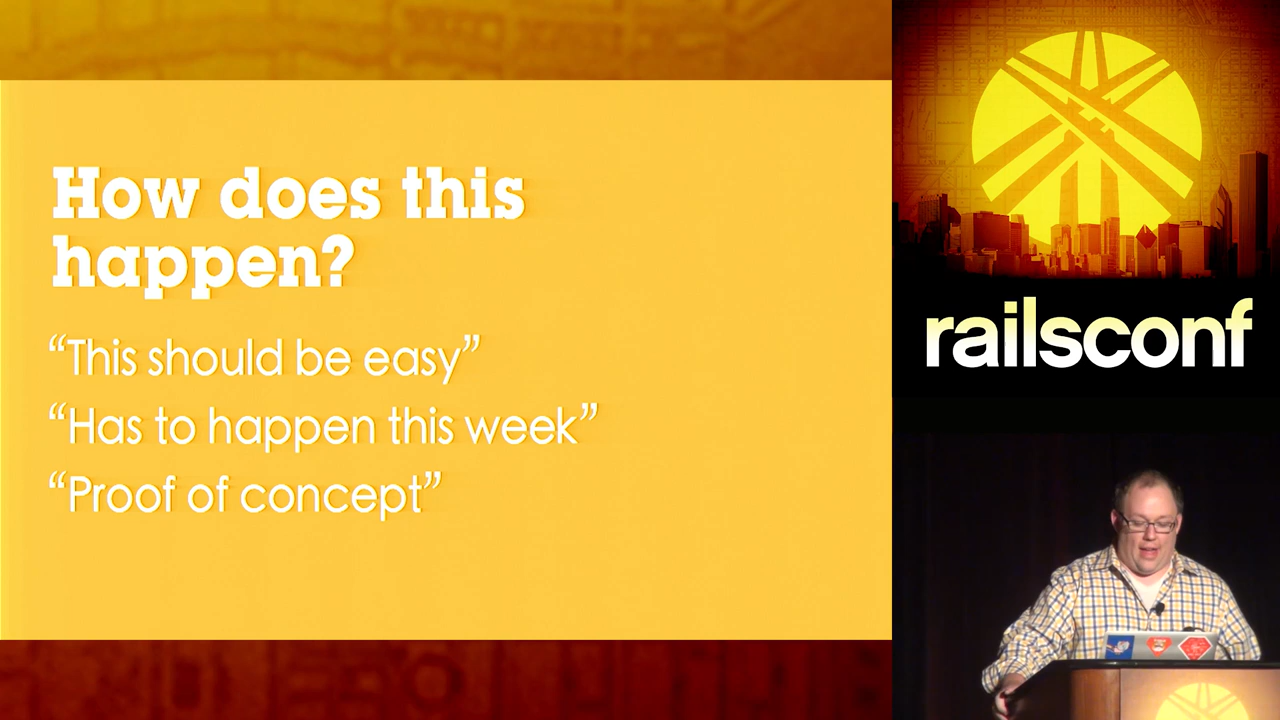 How does this
happen?
“This should be easy”
“Has to happen this week”
“Proof of concept”
railsconf